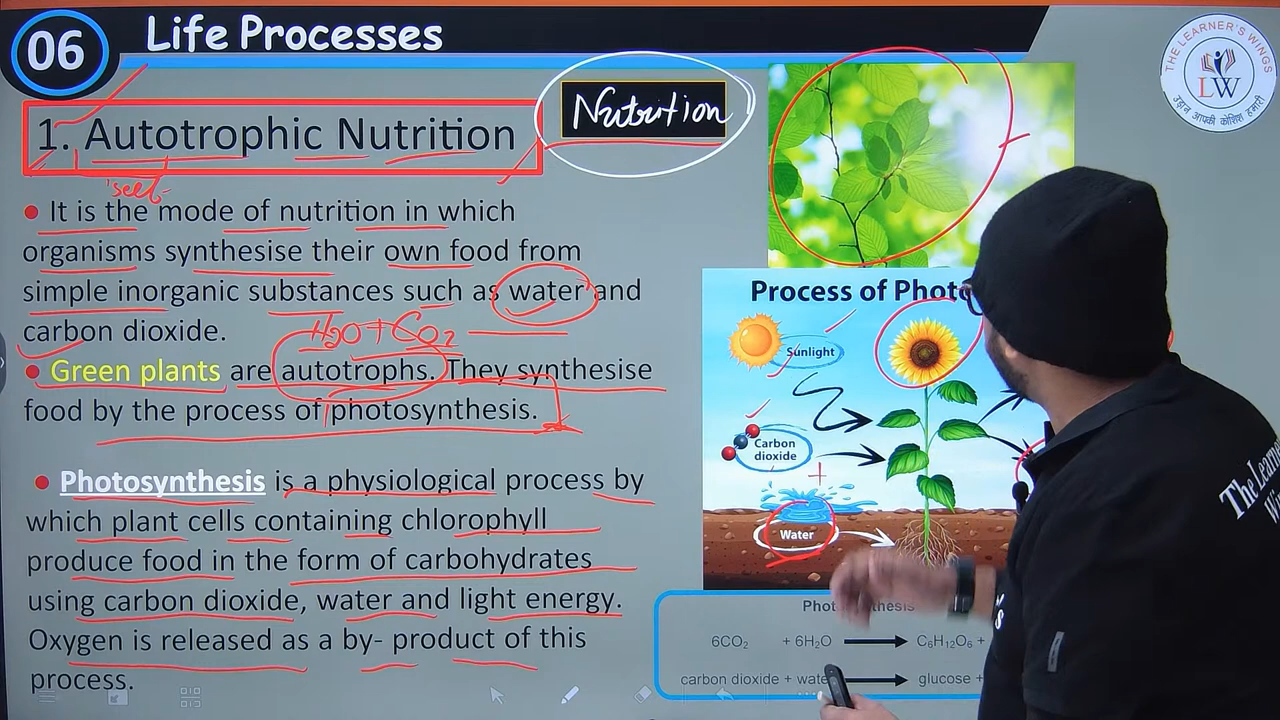 06
Life Processes
THE LEARNER'S WINGS
LW
उड़ान आपकी कोशिश हमारी
1. Autotrophic Nutrition
Nutrition
'self-
• It is the mode of nutrition in which
organisms synthesise their own food from
simple inorganic substances such as water and
carbon dioxide.
H2O + CO2
• Green plants are autotrophs. They synthesise
food by the process of photosynthesis.
• Photosynthesis is a physiological process by
which plant cells containing chlorophyll
produce food in the form of carbohydrates
using carbon dioxide, water and light energy.
Oxygen is released as a by- product of this
process.
Process of Photo
Sunlight
Carbon
dioxide
+
Water
6CO2 + 6H2O → C6H12O6 +
carbon dioxide + water → glucose +
The Learner